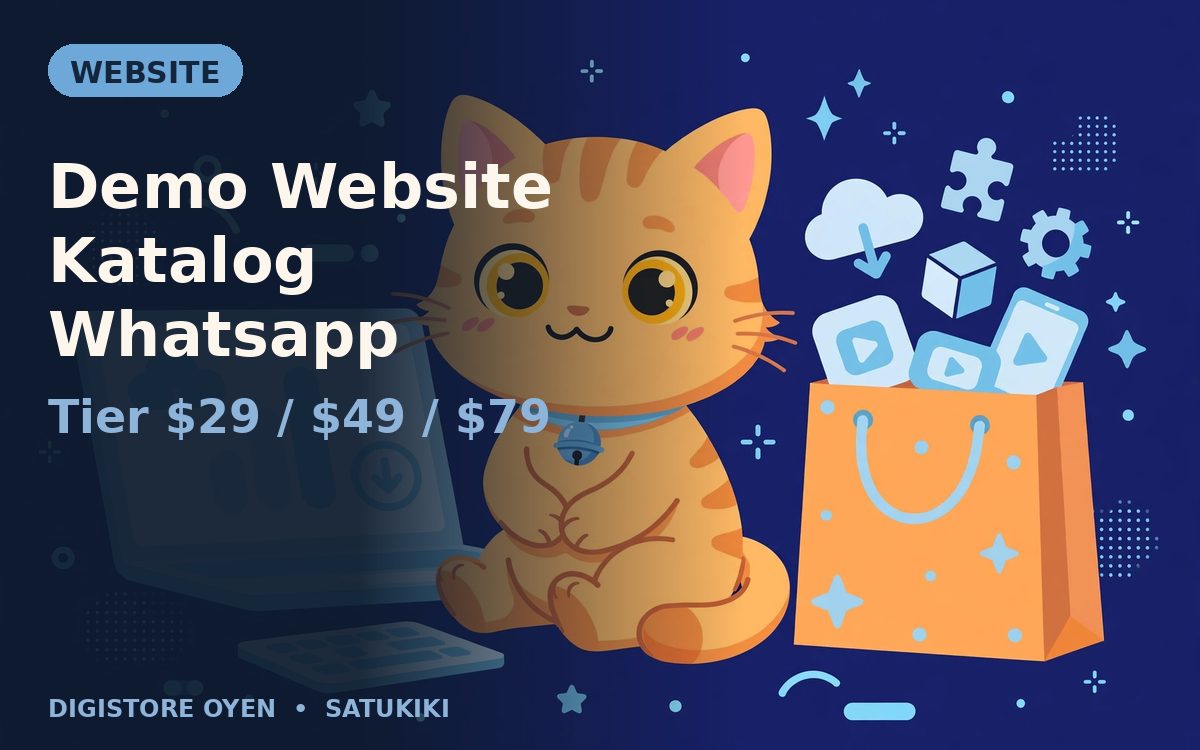 WEBSITE
Demo Website
Katalog
Whatsapp
Tier $29 / $49 / $79
DIGISTORE OYEN • SATUKIKI